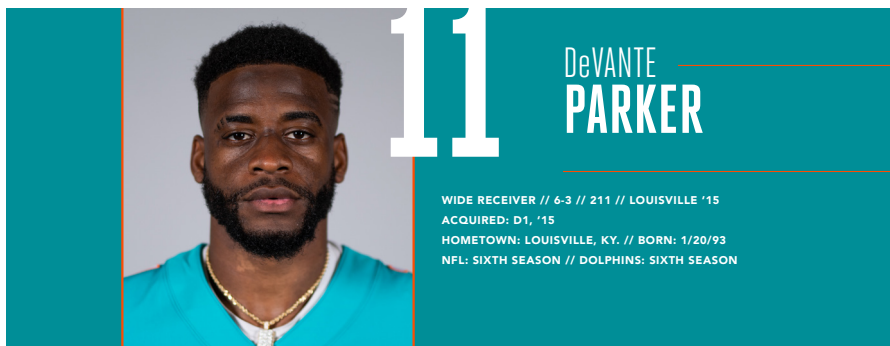 11
DeVANTE
PARKER
WIDE RECEIVER // 6-3 // 211 // LOUISVILLE ‘15
ACQUIRED: D1, ‘15
HOMETOWN: LOUISVILLE, KY. // BORN: 1/20/93
NFL: SIXTH SEASON // DOLPHINS: SIXTH SEASON